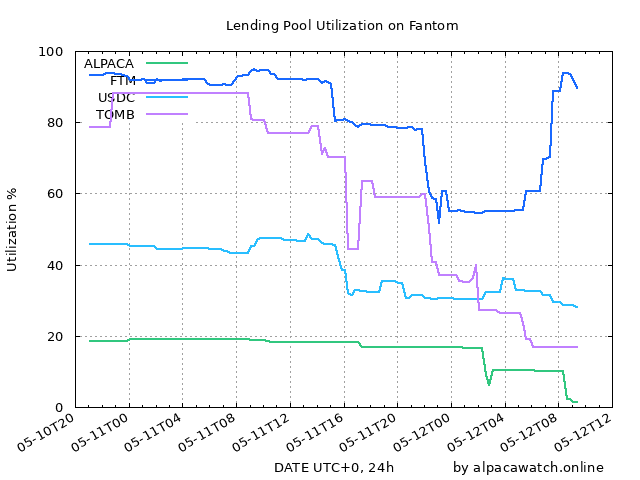 Lending Pool Utilization on Fantom
Utilization %
100
80
60
40
20
0
ALPACA
FTM
USDC
TOMB
05-10T20
05-11T00
05-11T04
05-11T08
05-11T12
05-11T16
05-11T20
05-12T00
05-12T04
05-12T08
05-12T12
DATE UTC+0, 24h
by alpacawatch.online